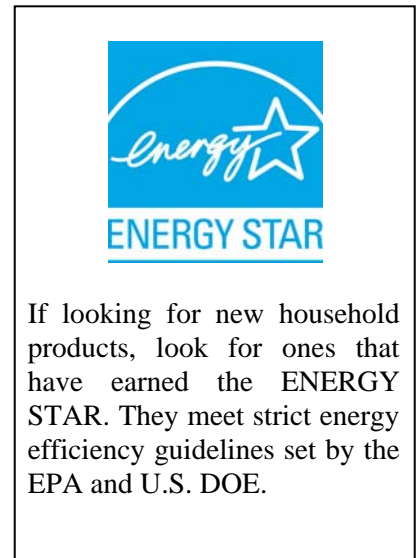 energy
ENERGY STAR
If looking for new household
products, look for ones that
have earned the ENERGY
STAR. They meet strict energy
efficiency guidelines set by the
EPA and U.S. DOE.